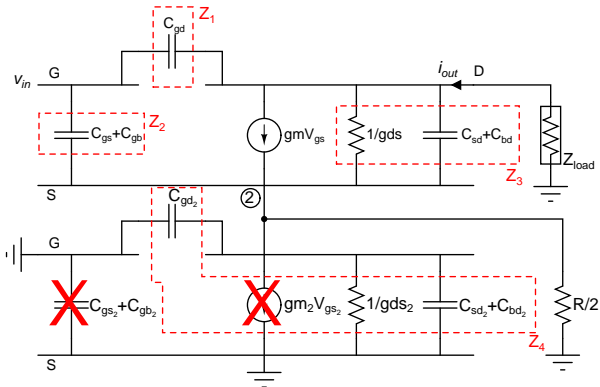 Z1
Cgd
vin
G
iout
D
Z2
Cgs+Cgb
gmVgs
1/gds
Csd+Cbd
Zload
Z3
S
2
Cgd2
G
Cgs2+Cgb2
gm2Vgs2
1/gds2
Csd2+Cbd2
R/2
Z4
S